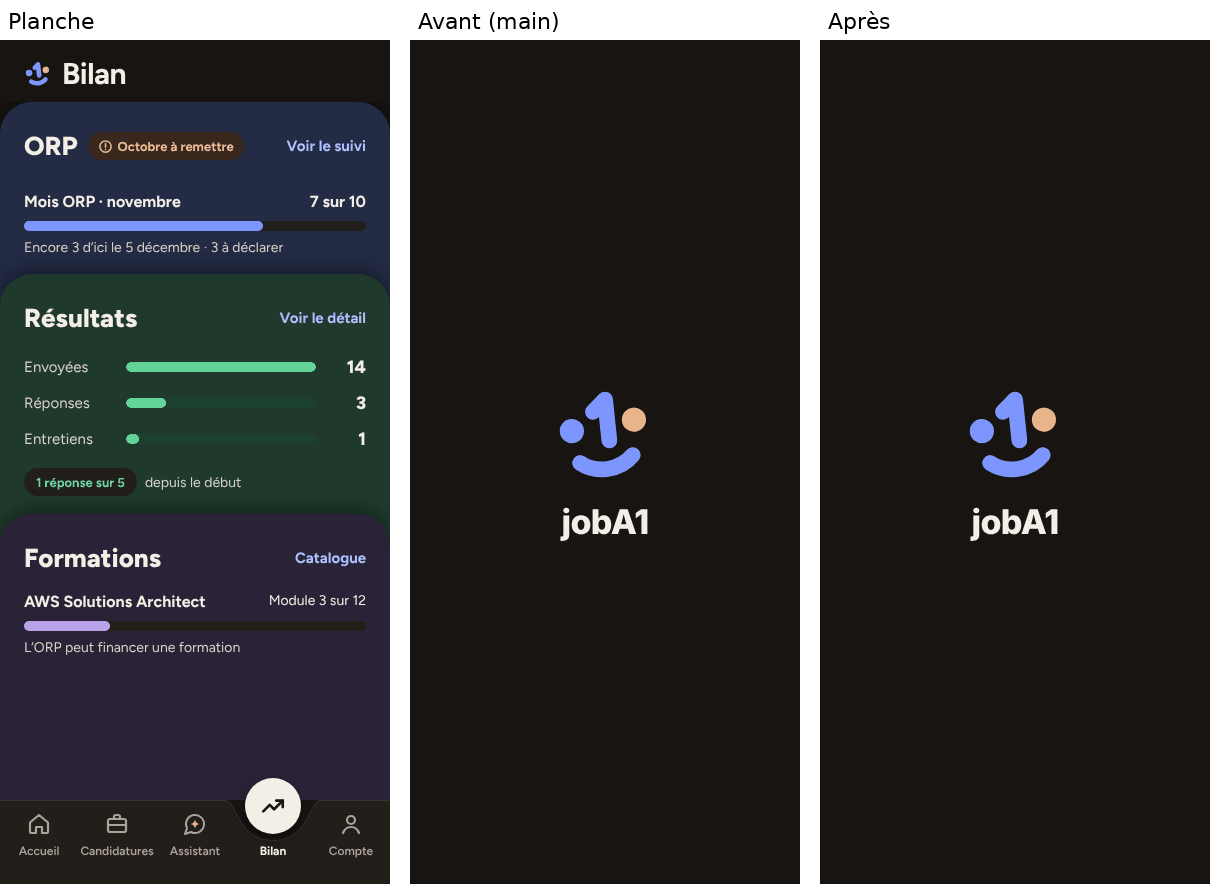 Planche
Avant (main)
Après
Bilan
ORP
Octobre à remettre
Voir le suivi
Mois ORP · novembre
7 sur 10
Encore 3 d’ici le 5 décembre · 3 à déclarer
Résultats
Voir le détail
Envoyées
14
Réponses
3
Entretiens
1
1 réponse sur 5
depuis le début
Formations
Catalogue
AWS Solutions Architect
Module 3 sur 12
L’ORP peut financer une formation
Accueil
Candidatures
Assistant
Bilan
Compte
jobA1
jobA1